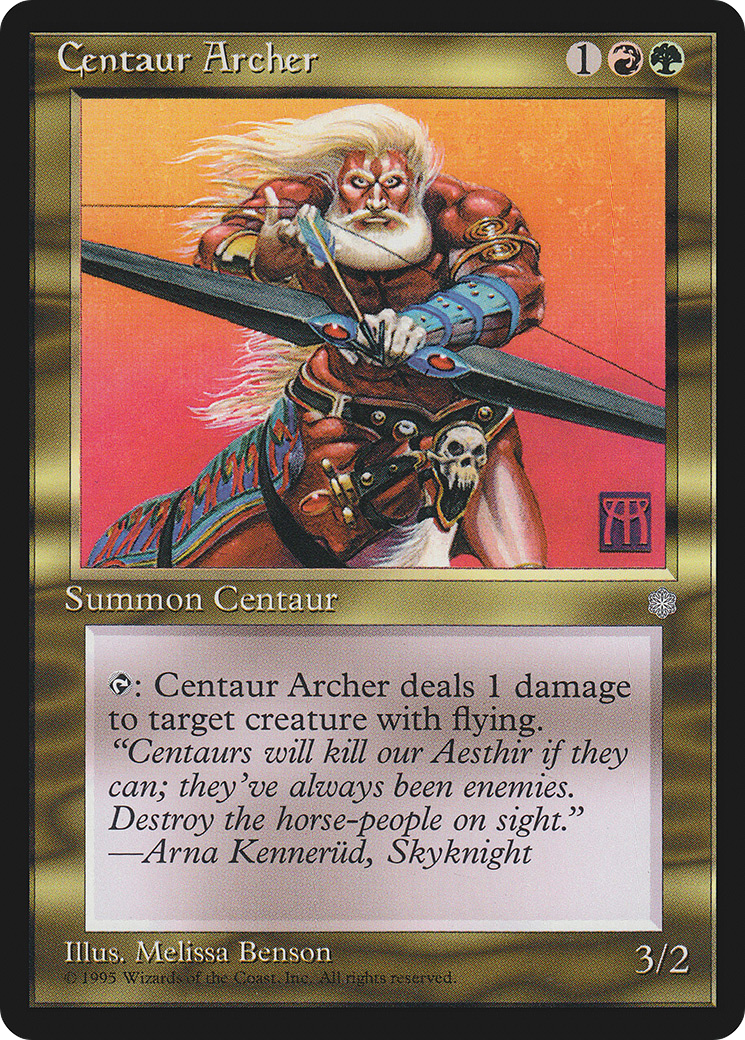 Centaur Archer 1
Summon Centaur
: Centaur Archer deals 1 damage
to target creature with flying.
“Centaurs will kill our Aesthir if they
can; they’ve always been enemies.
Destroy the horse-people on sight.”
—Arna Kennerüd, Skyknight
Illus. Melissa Benson
© 1995 Wizards of the Coast, Inc. All rights reserved.
3/2